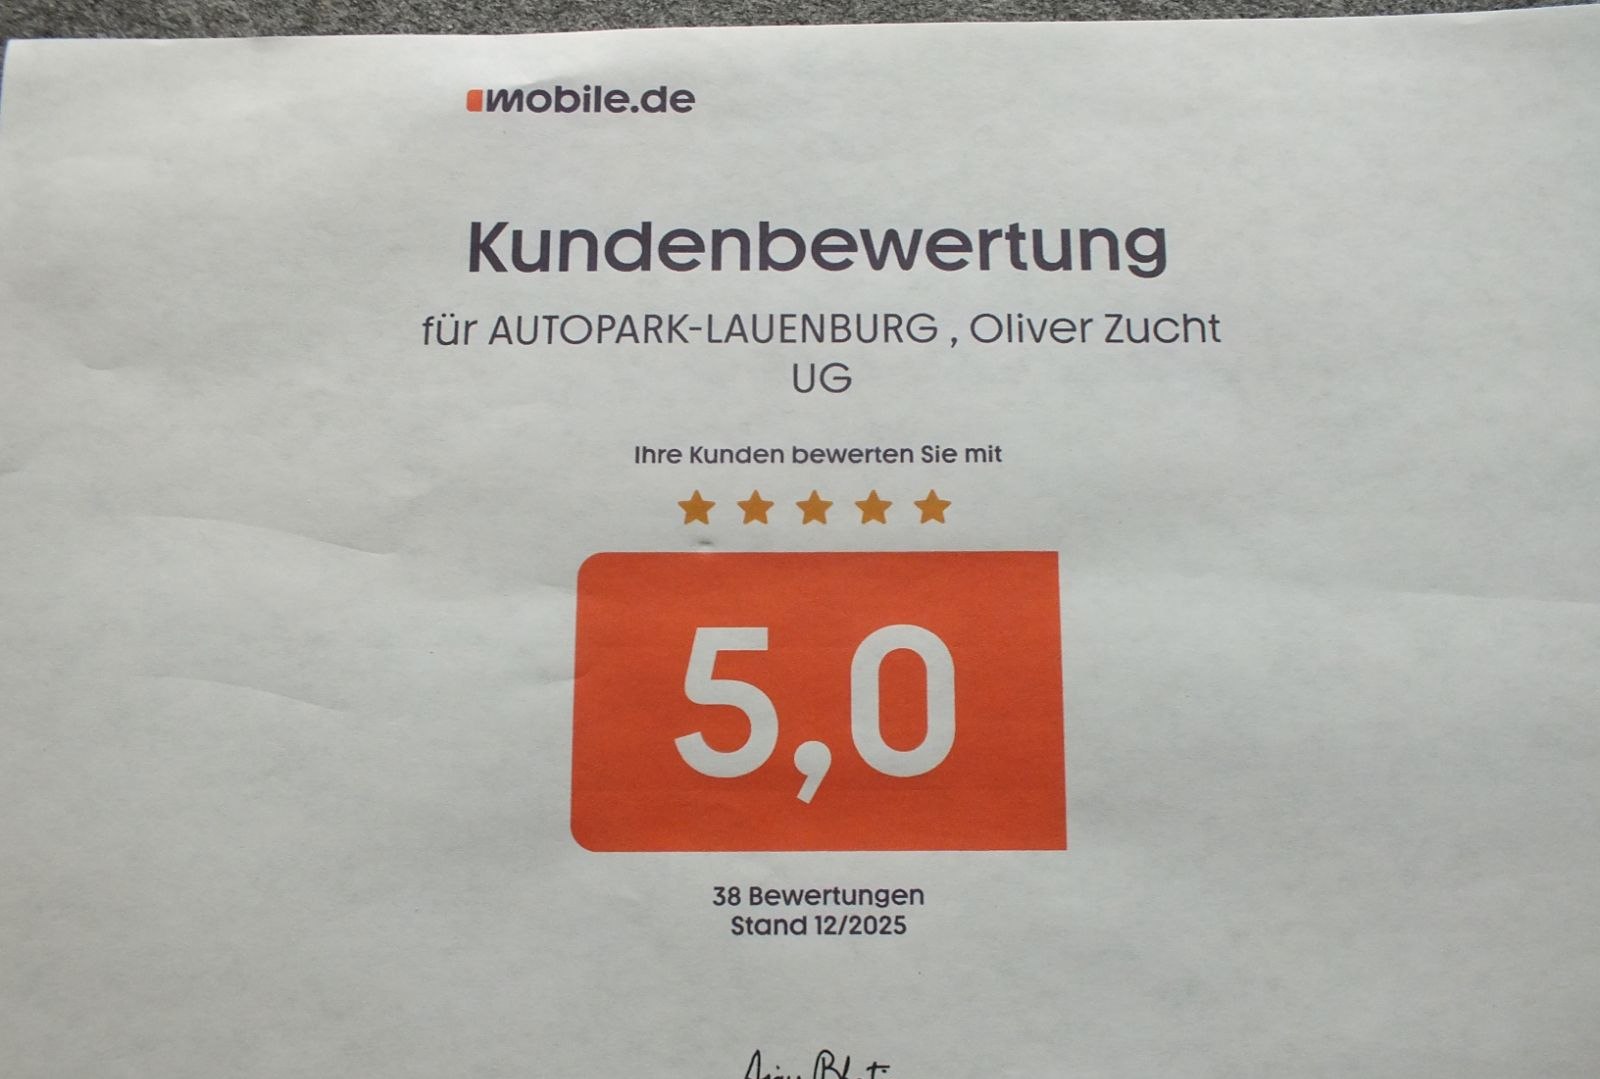 mobile.de
Kundenbewertung
für AUTOPARK-LAUENBURG , Oliver Zucht
UG
Ihre Kunden bewerten Sie mit
5,0
38 Bewertungen
Stand 12/2025